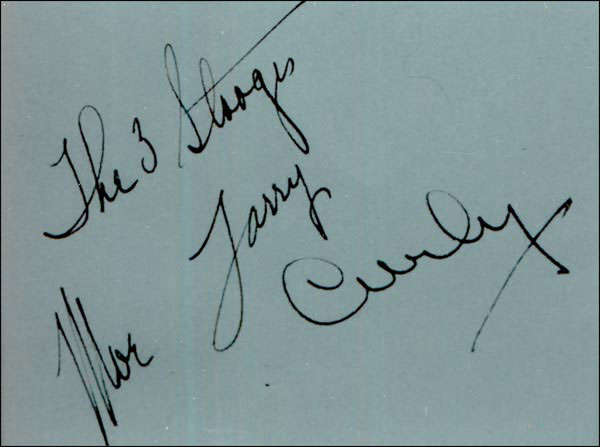 The 3 Stooges
Larry
Curly
Moe